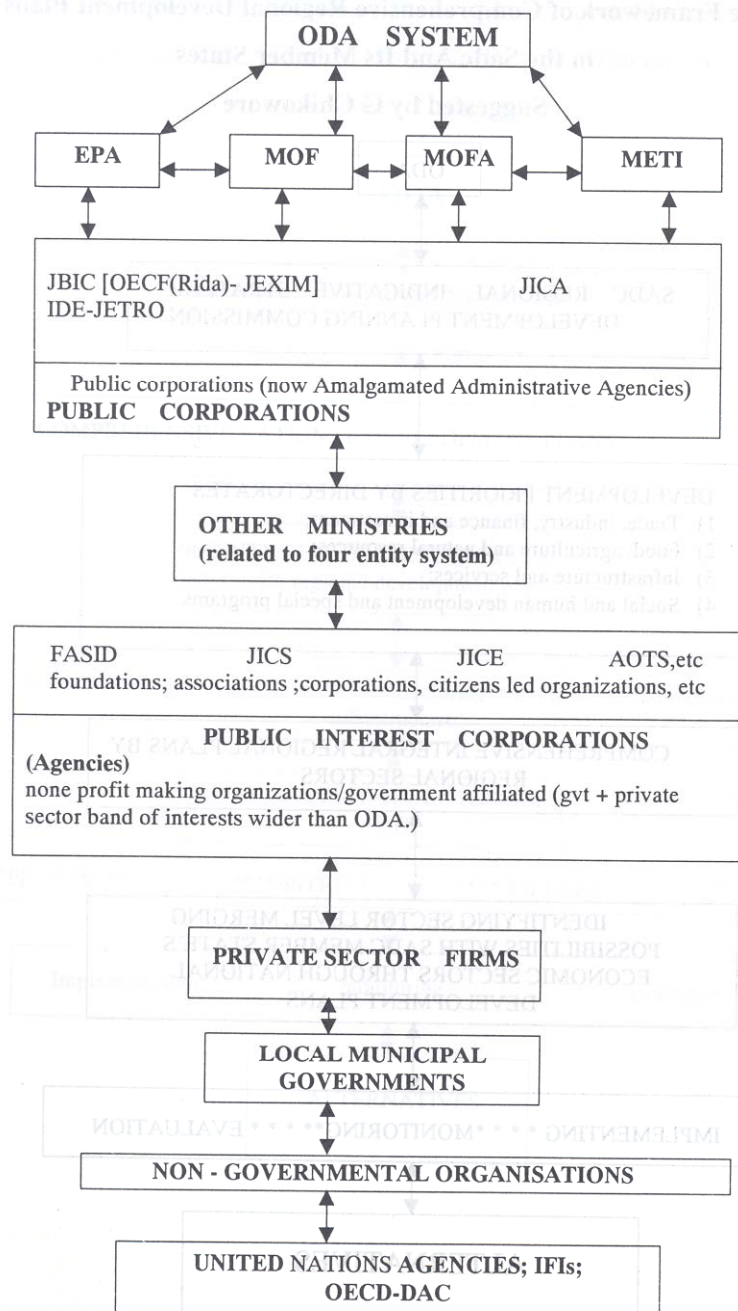 ODA SYSTEM
EPA MOF MOFA METI
JBIC [OECF(Rida)- JEXIM] JICA
IDE-JETRO
Public corporations (now Amalgamated Administrative Agencies)
PUBLIC CORPORATIONS
OTHER MINISTRIES
(related to four entity system)
FASID JICS JICE AOTS,etc
foundations; associations ;corporations, citizens led organizations, etc
PUBLIC INTEREST CORPORATIONS
(Agencies)
none profit making organizations/government affiliated (gvt + private
sector band of interests wider than ODA.)
PRIVATE SECTOR FIRMS
LOCAL MUNICIPAL
GOVERNMENTS
NON - GOVERNMENTAL ORGANISATIONS
UNITED NATIONS AGENCIES; IFIs;
OECD-DAC